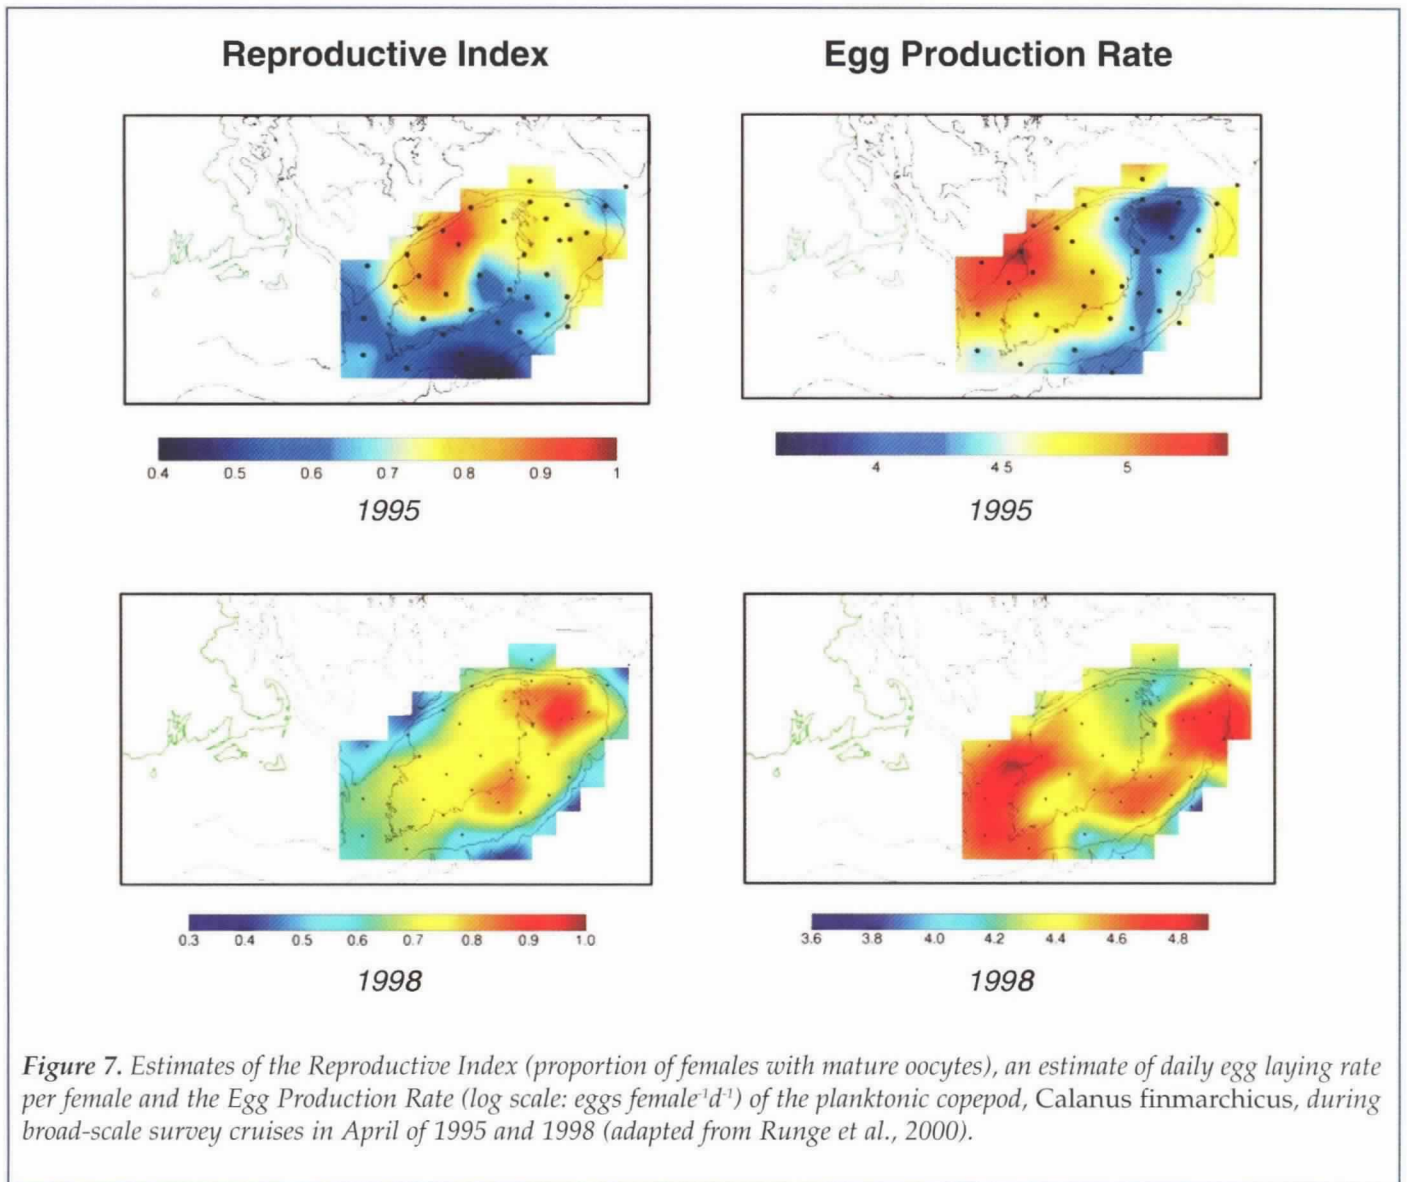 Reproductive Index
Egg Production Rate
0 4 0.5 0.6 0.7 0 8 0.9 1
4 4 5 5
1995
1995
0.3 0.4 0.5 0.6 0.7 0.8 0.9 1.0
3.6 3.8 4.0 4.2 4.4 4.6 4.8
1998
1998
Figure 7. Estimates of the Reproductive Index (proportion of females with mature oocytes), an estimate of daily egg laying rate
per female and the Egg Production Rate (log scale: eggs female⁻¹d⁻¹) of the planktonic copepod, Calanus finmarchicus, during
broad-scale survey cruises in April of 1995 and 1998 (adapted from Runge et al., 2000).